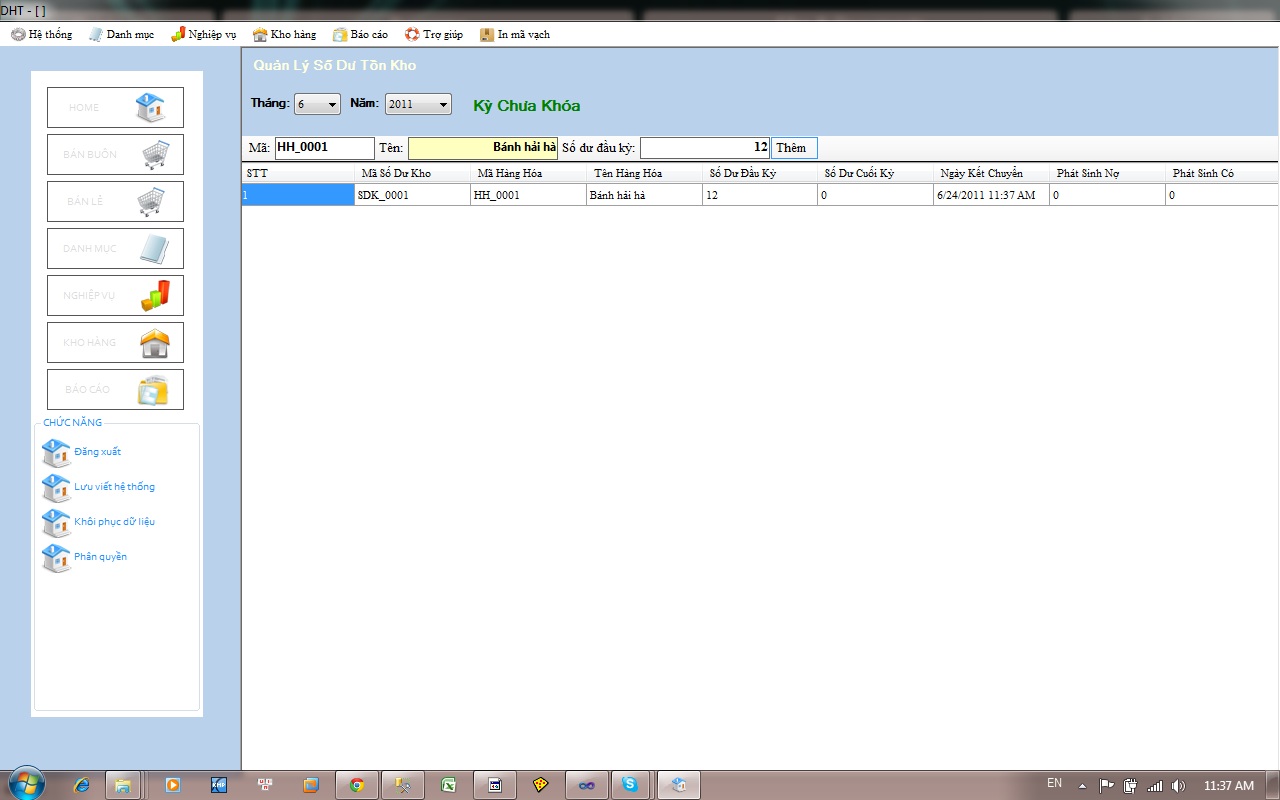 DHT - [ ]
Hệ thống Danh mục Nghiệp vụ Kho hàng Báo cáo Trợ giúp In mã vạch
Quản Lý Số Dư Tồn Kho
Tháng: 6 Năm: 2011 Kỳ Chưa Khóa
Mã: HH_0001 Tên: Bánh hải hà Số dư đầu kỳ: 12 Thêm
STT Mã Số Dư Kho Mã Hàng Hóa Tên Hàng Hóa Số Dư Đầu Kỳ Số Dư Cuối Kỳ Ngày Kết Chuyển Phát Sinh Nợ Phát Sinh Có
1 SDK_0001 HH_0001 Bánh hải hà 12 0 6/24/2011 11:37 AM 0 0
HOME
BÁN BUÔN
BÁN LẺ
DANH MỤC
NGHIỆP VỤ
KHO HÀNG
BÁO CÁO
CHỨC NĂNG
Đăng xuất
Lưu viết hệ thống
Khôi phục dữ liệu
Phân quyền
KMP
EN
11:37 AM